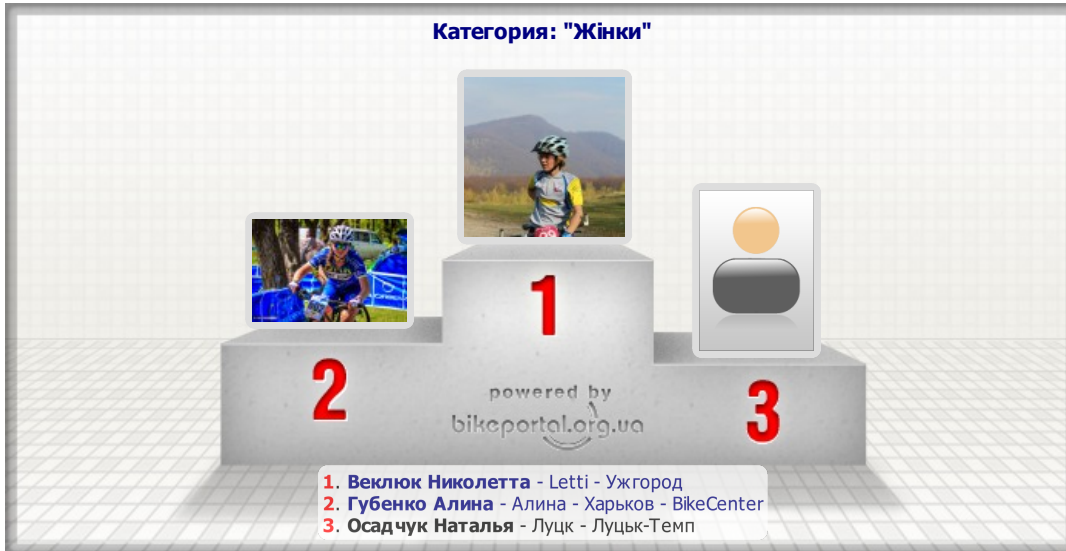 Категория: "Жінки"
1
2
3
powered by
bikeportal.org.ua
1. Веклюк Николетта - Letti - Ужгород
2. Губенко Алина - Алина - Харьков - BikeCenter
3. Осадчук Наталья - Луцк - Луцьк-Темп